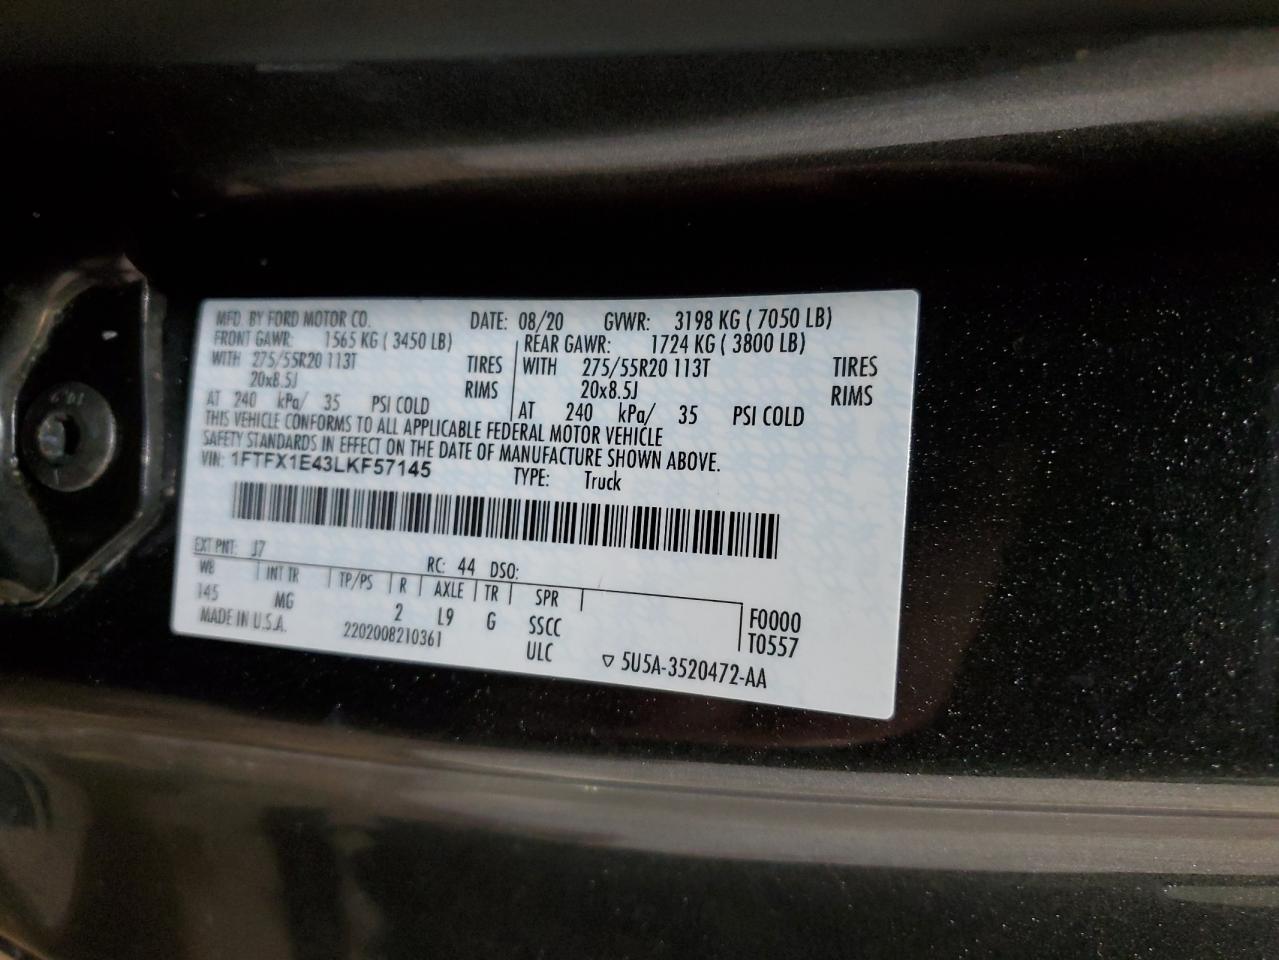 MFD. BY FORD MOTOR CO. DATE: 08/20 GVWR: 3198 KG ( 7050 LB)
FRONT GAWR: 1565 KG ( 3450 LB) REAR GAWR: 1724 KG ( 3800 LB)
WITH 275/55R20 113T TIRES WITH 275/55R20 113T TIRES
20x8.5J RIMS 20x8.5J RIMS
AT 240 kPa/ 35 PSI COLD AT 240 kPa/ 35 PSI COLD
THIS VEHICLE CONFORMS TO ALL APPLICABLE FEDERAL MOTOR VEHICLE
SAFETY STANDARDS IN EFFECT ON THE DATE OF MANUFACTURE SHOWN ABOVE.
VIN: 1FTFX1E43LKF57145 TYPE: Truck
EXT PNT: J7 RC: 44 DSO:
WB INT TR TP/PS R AXLE TR SPR
145 MG 2 L9 G SSCC F0000
MADE IN U.S.A. 2202008210361 ULC T0557
5U5A-3520472-AA